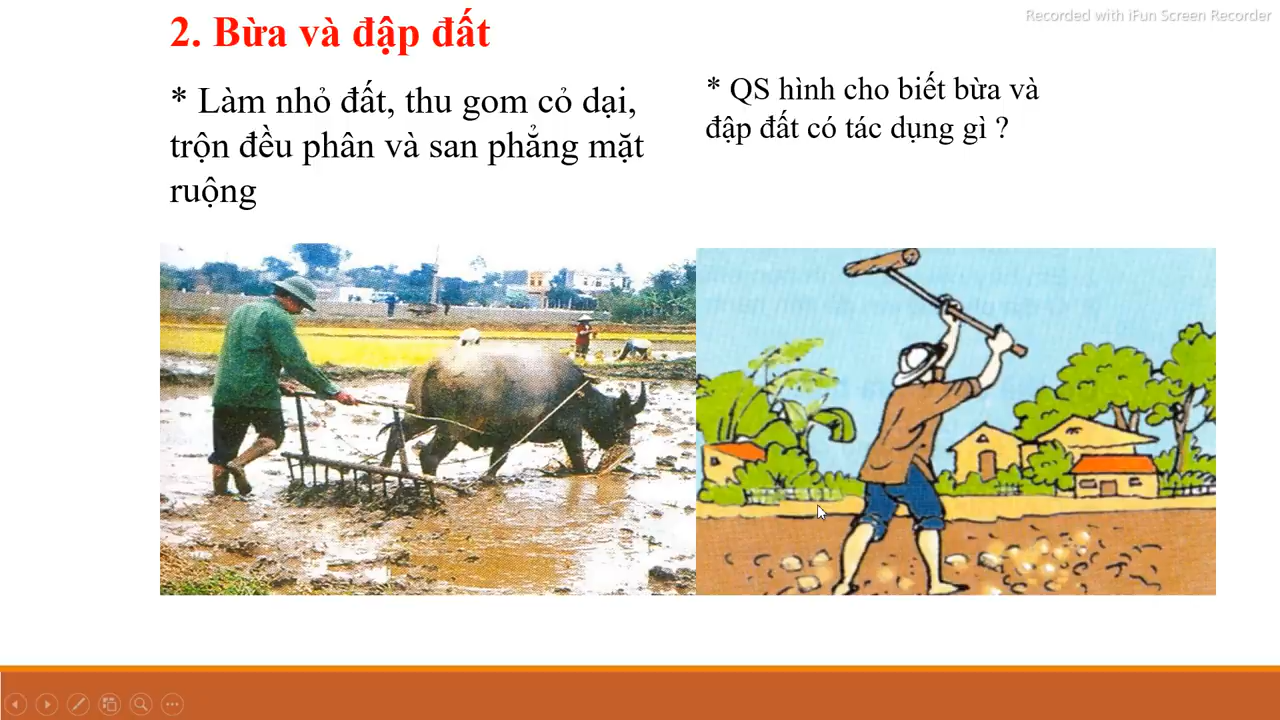 Recorded with iFun Screen Recorder
2. Bừa và đập đất
* Làm nhỏ đất, thu gom cỏ dại,
trộn đều phân và san phẳng mặt
ruộng
* QS hình cho biết bừa và
đập đất có tác dụng gì ?